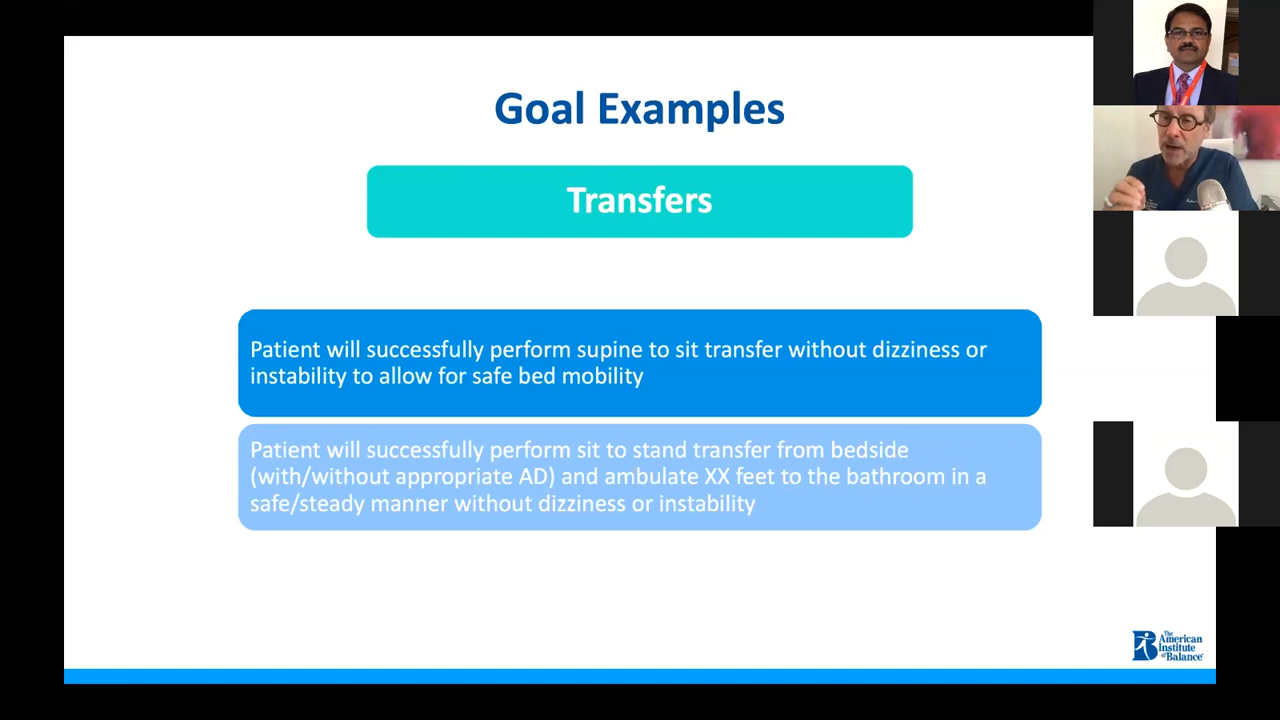 Goal Examples
Transfers
Patient will successfully perform supine to sit transfer without dizziness or
instability to allow for safe bed mobility
Patient will successfully perform sit to stand transfer from bedside
(with/without appropriate AD) and ambulate XX feet to the bathroom in a
safe/steady manner without dizziness or instability
The
American
Institute
of Balance